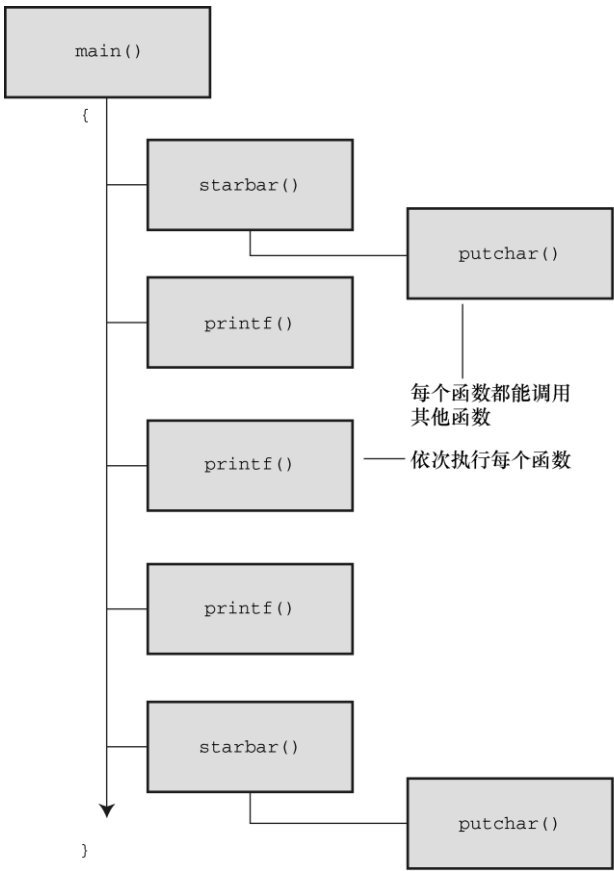 main()
{
starbar()
putchar()
printf()
每个函数都能调用
其他函数
printf()
依次执行每个函数
printf()
starbar()
putchar()
}